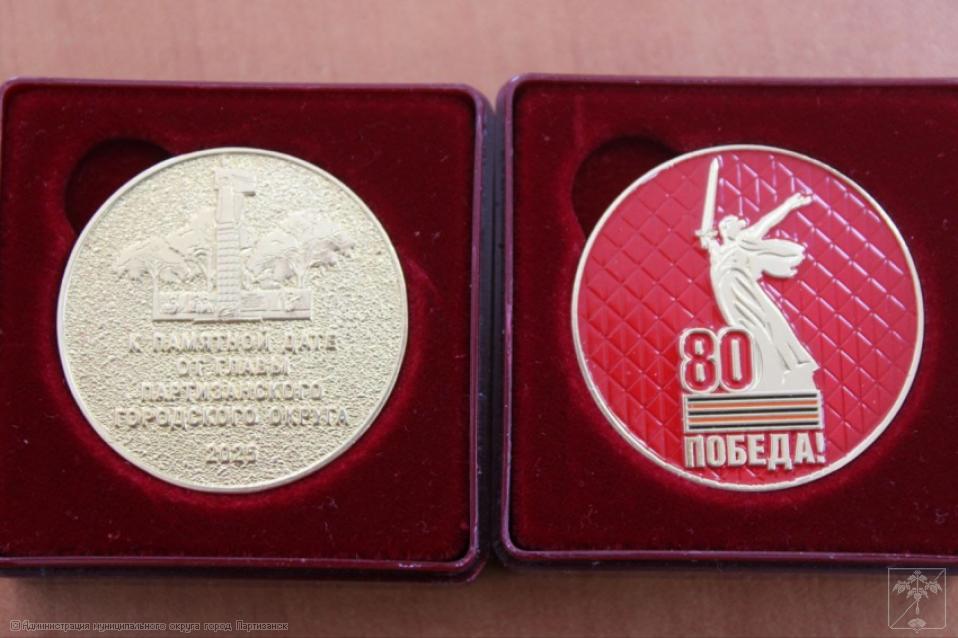 К ПАМЯТНОЙ ДАТЕ
ОТ ГЛАВЫ
ПАРТИЗАНСКОГО
ГОРОДСКОГО ОКРУГА
2025
80
ПОБЕДА!
© Администрация муниципального округа город Партизанск